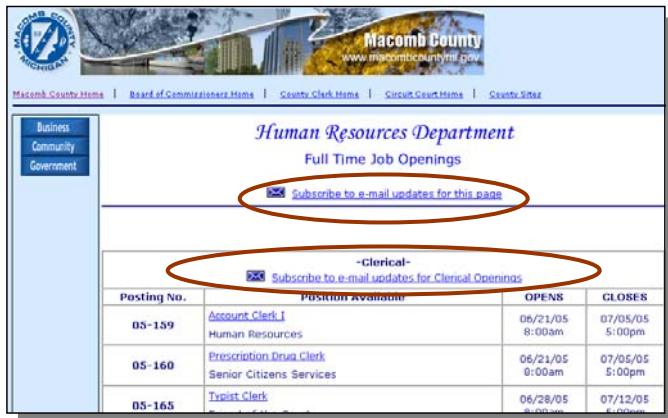 MACOMB COUNTY
MICHIGAN
Macomb County
www.macombcountymi.gov
Macomb County Home | Board of Commissioners Home | County Clerk Home | Circuit Court Home | County Sites
Business
Community
Government
Human Resources Department
Full Time Job Openings
Subscribe to e-mail updates for this page
-Clerical-
Subscribe to e-mail updates for Clerical Openings
Posting No. Position Available OPENS CLOSES
05-159 Account Clerk I 06/21/05 07/05/05
Human Resources 8:00am 5:00pm
05-160 Prescription Drug Clerk 06/21/05 07/05/05
Senior Citizens Services 8:00am 5:00pm
05-165 Typist Clerk 06/28/05 07/12/05